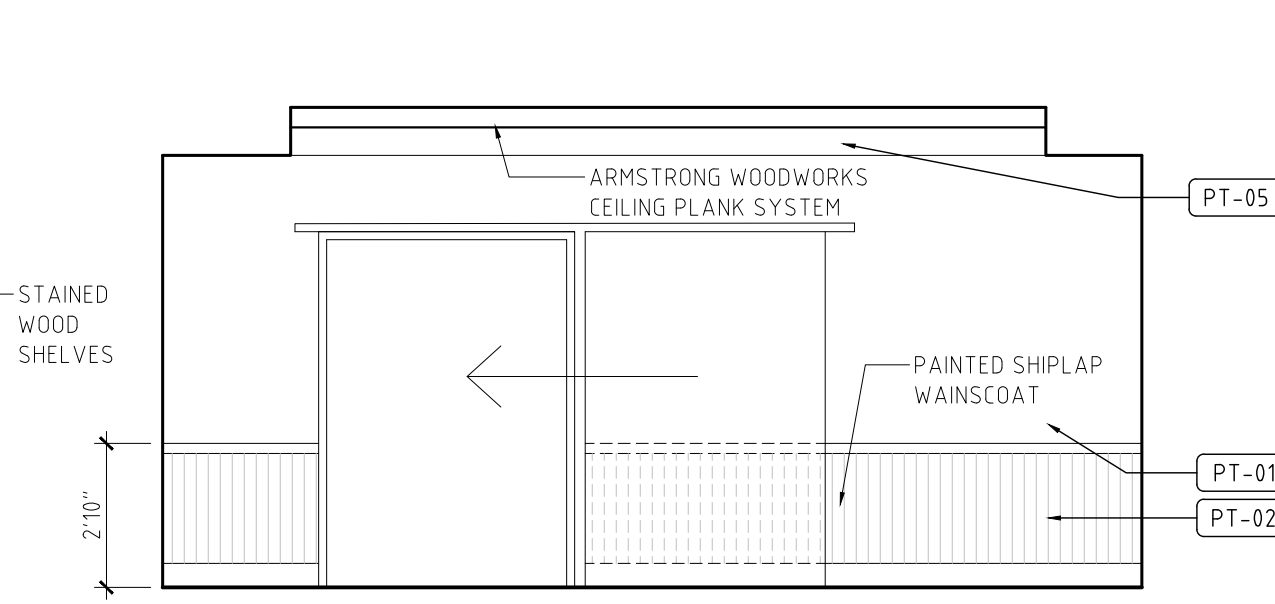 ARMSTRONG WOODWORKS
CEILING PLANK SYSTEM
PT-05
STAINED
WOOD
SHELVES
PAINTED SHIPLAP
WAINSCOAT
PT-01
PT-02
2'10"